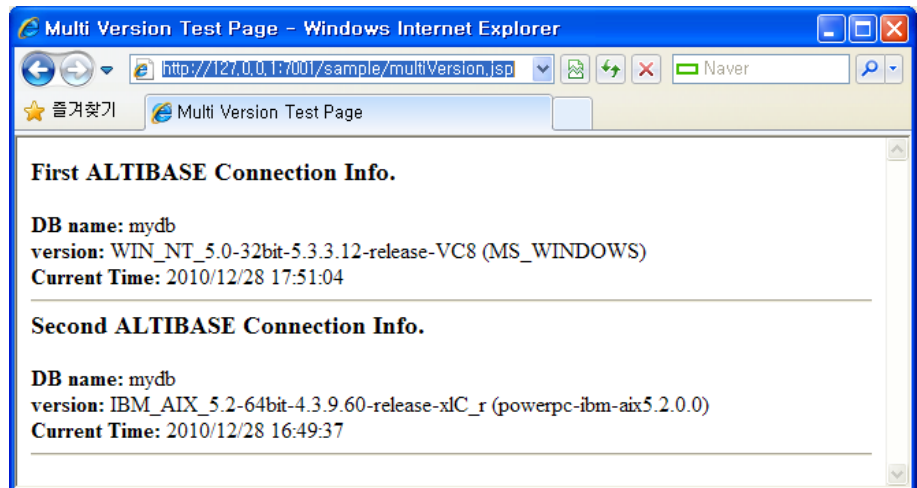 Multi Version Test Page - Windows Internet Explorer
http://127.0.0.1:7001/sample/multiVersion.jsp
Naver
즐겨찾기
Multi Version Test Page
First ALTIBASE Connection Info.
DB name: mydb
version: WIN_NT_5.0-32bit-5.3.3.12-release-VC8 (MS_WINDOWS)
Current Time: 2010/12/28 17:51:04
Second ALTIBASE Connection Info.
DB name: mydb
version: IBM_AIX_5.2-64bit-4.3.9.60-release-xlC_r (powerpc-ibm-aix5.2.0.0)
Current Time: 2010/12/28 16:49:37